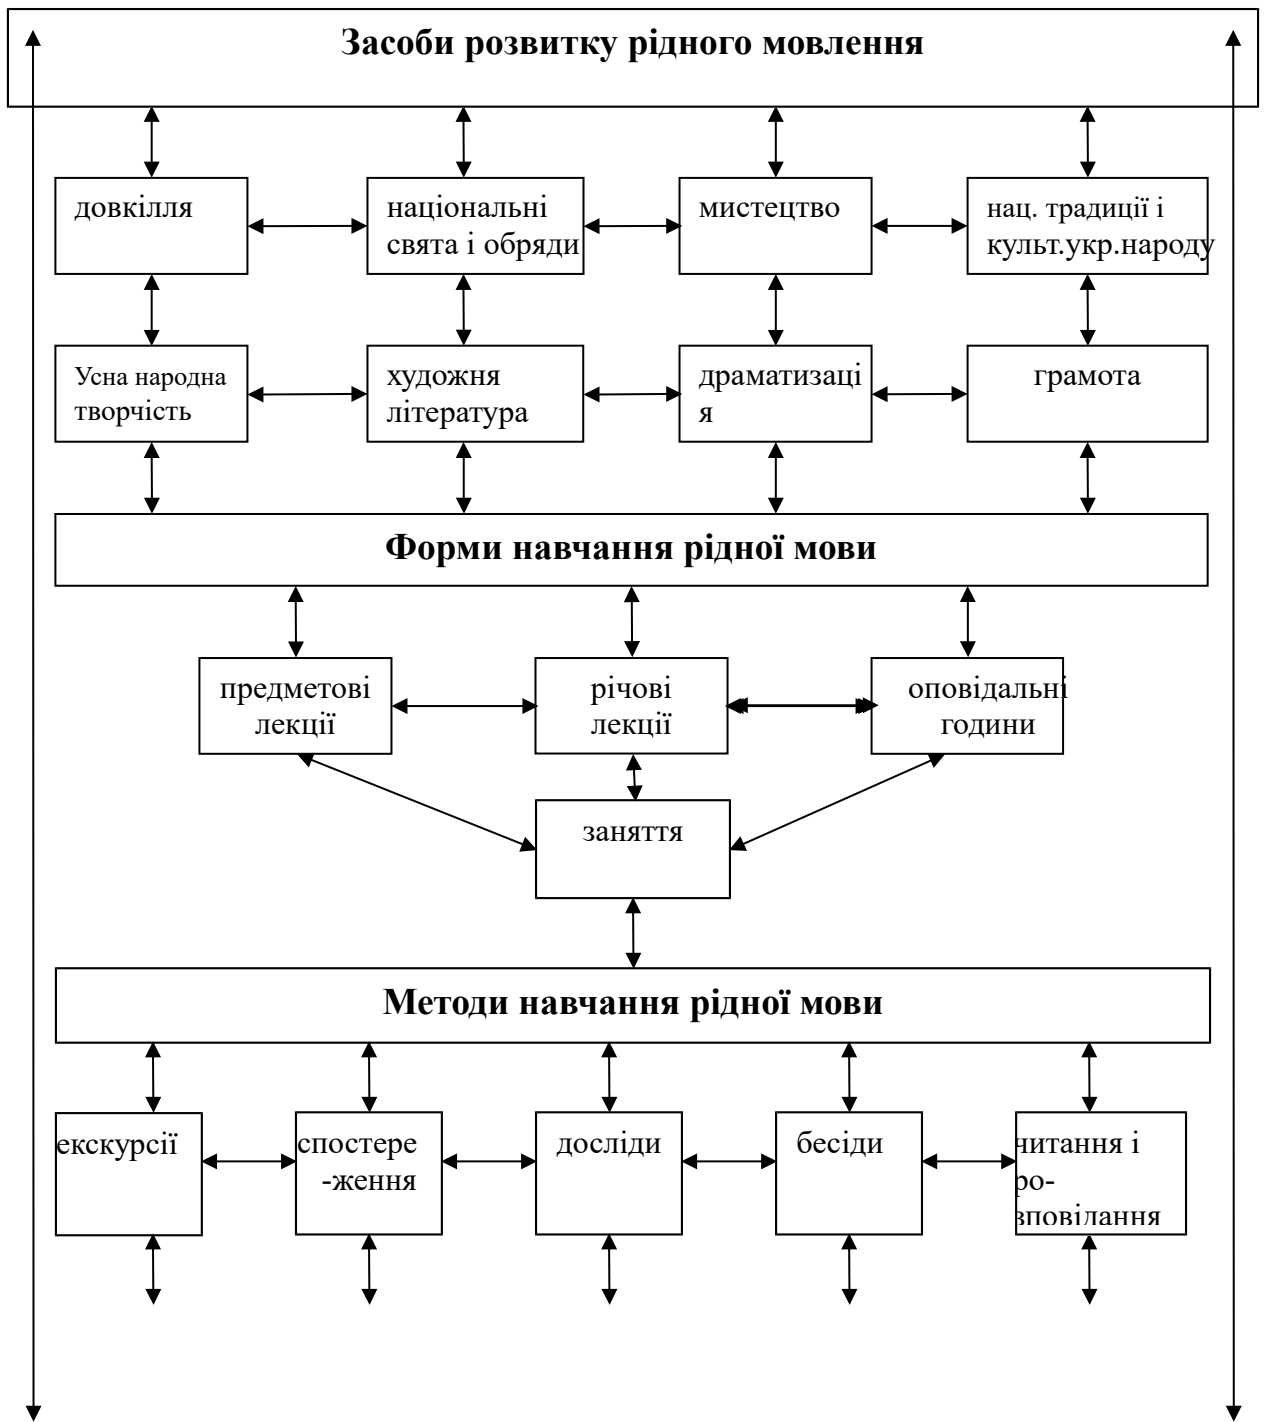 Засоби розвитку рідного мовлення
довкілля
національні
свята і обряди
мистецтво
нац. традиції і
культ.укр.народу
Усна народна
творчість
художня
література
драматизаці
я
грамота
Форми навчання рідної мови
предметові
лекції
річові
лекції
оповідальні
години
заняття
Методи навчання рідної мови
екскурсії
спостере
-ження
досліди
бесіди
читання і
ро-
зповідання